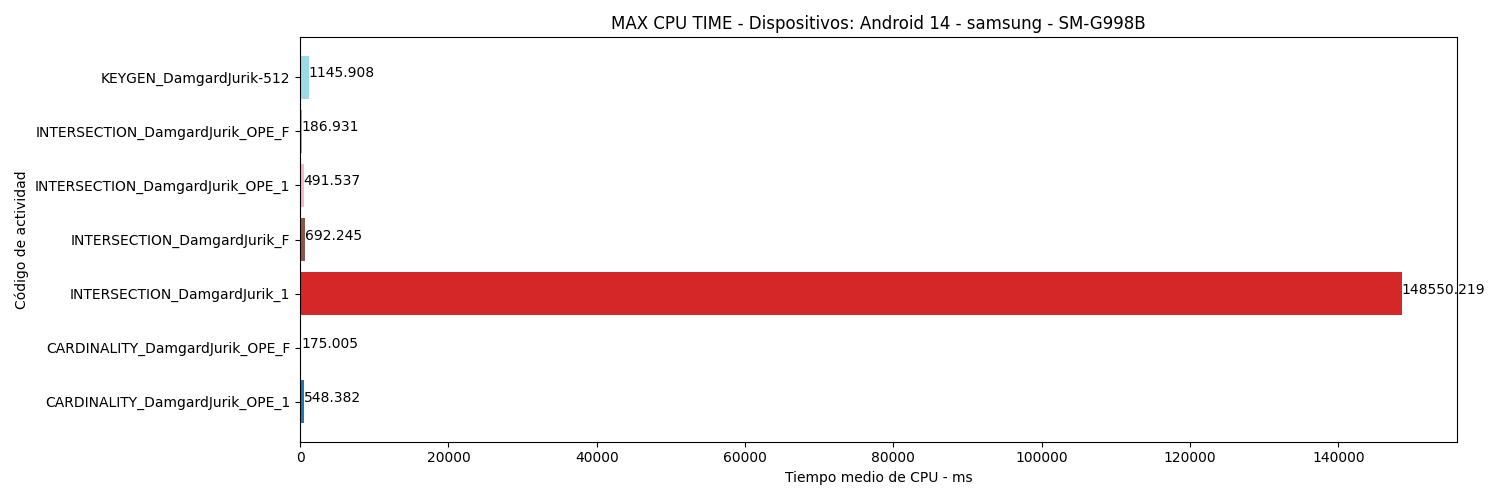 MAX CPU TIME - Dispositivos: Android 14 - samsung - SM-G998B
Código de actividad
KEYGEN_DamgardJurik-512 1145.908
INTERSECTION_DamgardJurik_OPE_F 186.931
INTERSECTION_DamgardJurik_OPE_1 491.537
INTERSECTION_DamgardJurik_F 692.245
INTERSECTION_DamgardJurik_1 148550.219
CARDINALITY_DamgardJurik_OPE_F 175.005
CARDINALITY_DamgardJurik_OPE_1 548.382
0 20000 40000 60000 80000 100000 120000 140000
Tiempo medio de CPU - ms